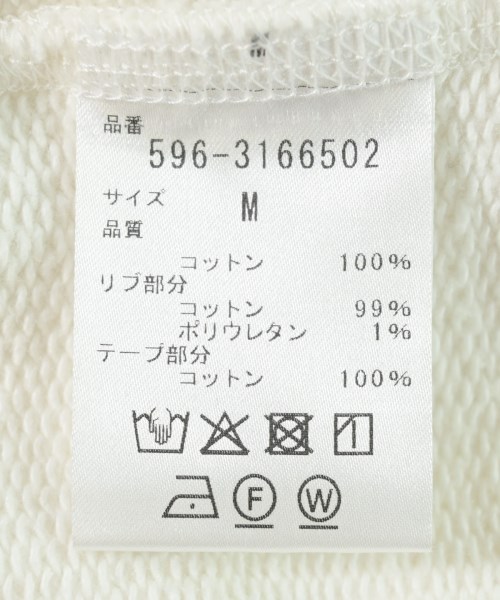 品番
596-3166502
サイズ M
品質
コットン 100%
リブ部分
コットン 99%
ポリウレタン 1%
テープ部分
コットン 100%
F W